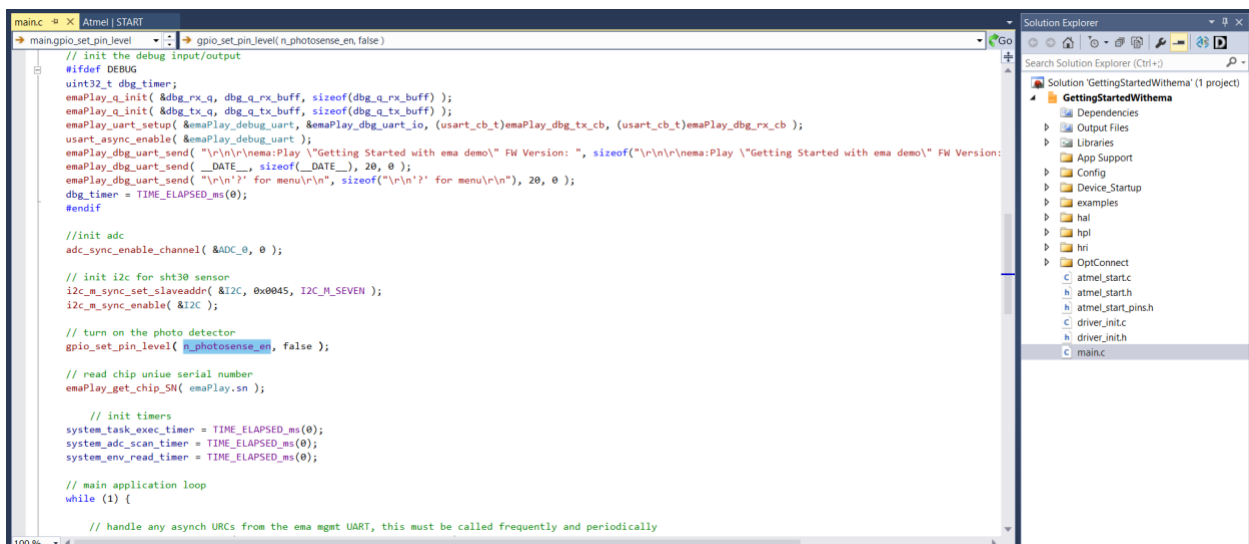 main.c
Atmel | START
main.gpio_set_pin_level
gpio_set_pin_level( n_photosense_en, false )
Go
// init the debug input/output
#ifdef DEBUG
uint32_t dbg_timer;
emaPlay_q_init( &dbg_rx_q, dbg_q_rx_buff, sizeof(dbg_q_rx_buff) );
emaPlay_q_init( &dbg_tx_q, dbg_q_tx_buff, sizeof(dbg_q_tx_buff) );
emaPlay_uart_setup( &emaPlay_debug_uart, &emaPlay_dbg_uart_io, (usart_cb_t)emaPlay_dbg_tx_cb, (usart_cb_t)emaPlay_dbg_rx_cb );
usart_async_enable( &emaPlay_debug_uart );
emaPlay_dbg_uart_send( "\r\n\r\nema:Play \"Getting Started with ema demo\" FW Version: ", sizeof("\r\n\r\nema:Play \"Getting Started with ema demo\" FW Version:
emaPlay_dbg_uart_send( __DATE__, sizeof(__DATE__), 20, 0 );
emaPlay_dbg_uart_send( "\r\n'?' for menu\r\n", sizeof("\r\n'?' for menu\r\n"), 20, 0 );
dbg_timer = TIME_ELAPSED_ms(0);
#endif
//init adc
adc_sync_enable_channel( &ADC_0, 0 );
// init i2c for sht30 sensor
i2c_m_sync_set_slaveaddr( &I2C, 0x0045, I2C_M_SEVEN );
i2c_m_sync_enable( &I2C );
// turn on the photo detector
gpio_set_pin_level( n_photosense_en, false );
// read chip uniue serial number
emaPlay_get_chip_SN( emaPlay.sn );
// init timers
system_task_exec_timer = TIME_ELAPSED_ms(0);
system_adc_scan_timer = TIME_ELAPSED_ms(0);
system_env_read_timer = TIME_ELAPSED_ms(0);
// main application loop
while (1) {
// handle any asynch URCs from the ema mgmt UART, this must be called frequently and periodically
100 %
Solution Explorer
Search Solution Explorer (Ctrl+;)
Solution 'GettingStartedWithema' (1 project)
GettingStartedWithema
Dependencies
Output Files
Libraries
App Support
Config
Device_Startup
examples
hal
hpl
hri
OptConnect
atmel_start.c
atmel_start.h
atmel_start_pins.h
driver_init.c
driver_init.h
main.c